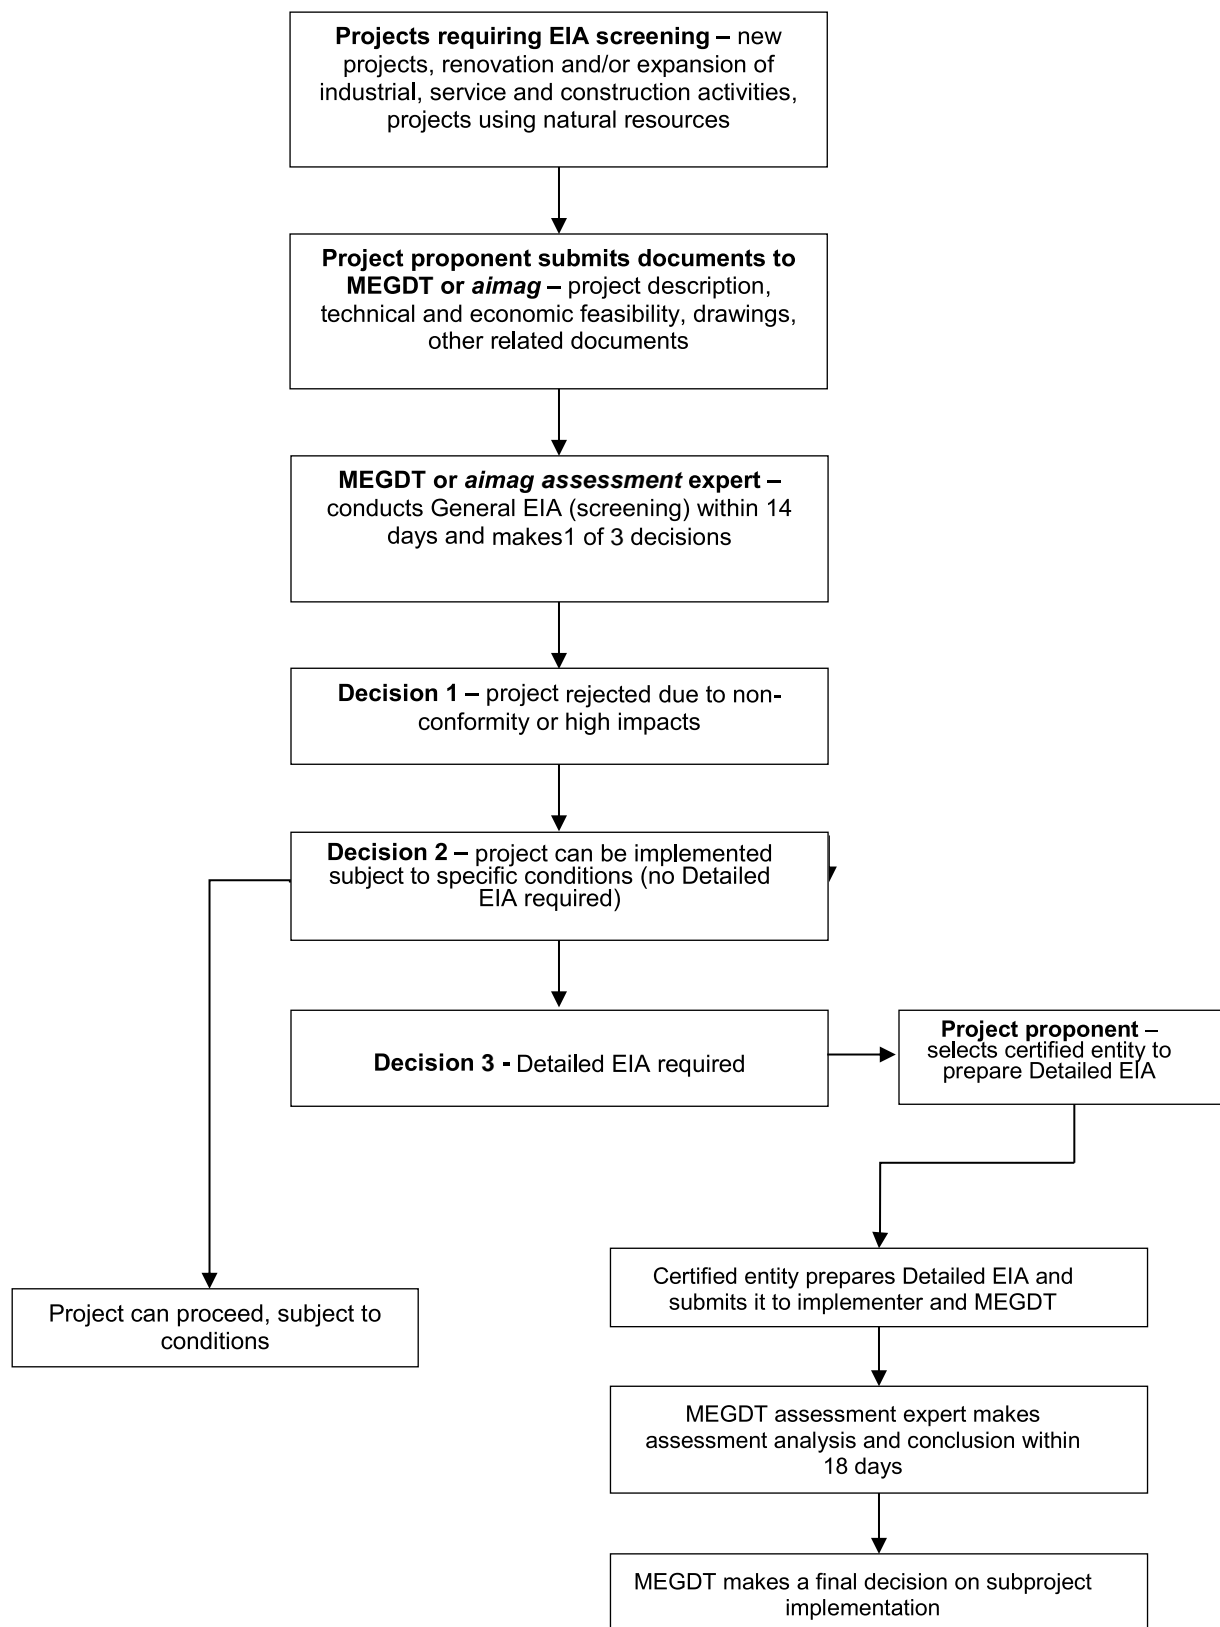 Projects requiring EIA screening – new
projects, renovation and/or expansion of
industrial, service and construction activities,
projects using natural resources
Project proponent submits documents to
MEGDT or aimag – project description,
technical and economic feasibility, drawings,
other related documents
MEGDT or aimag assessment expert –
conducts General EIA (screening) within 14
days and makes1 of 3 decisions
Decision 1 – project rejected due to non-
conformity or high impacts
Decision 2 – project can be implemented
subject to specific conditions (no Detailed
EIA required)
Decision 3 - Detailed EIA required
Project proponent –
selects certified entity to
prepare Detailed EIA
Certified entity prepares Detailed EIA and
submits it to implementer and MEGDT
Project can proceed, subject to
conditions
MEGDT assessment expert makes
assessment analysis and conclusion within
18 days
MEGDT makes a final decision on subproject
implementation